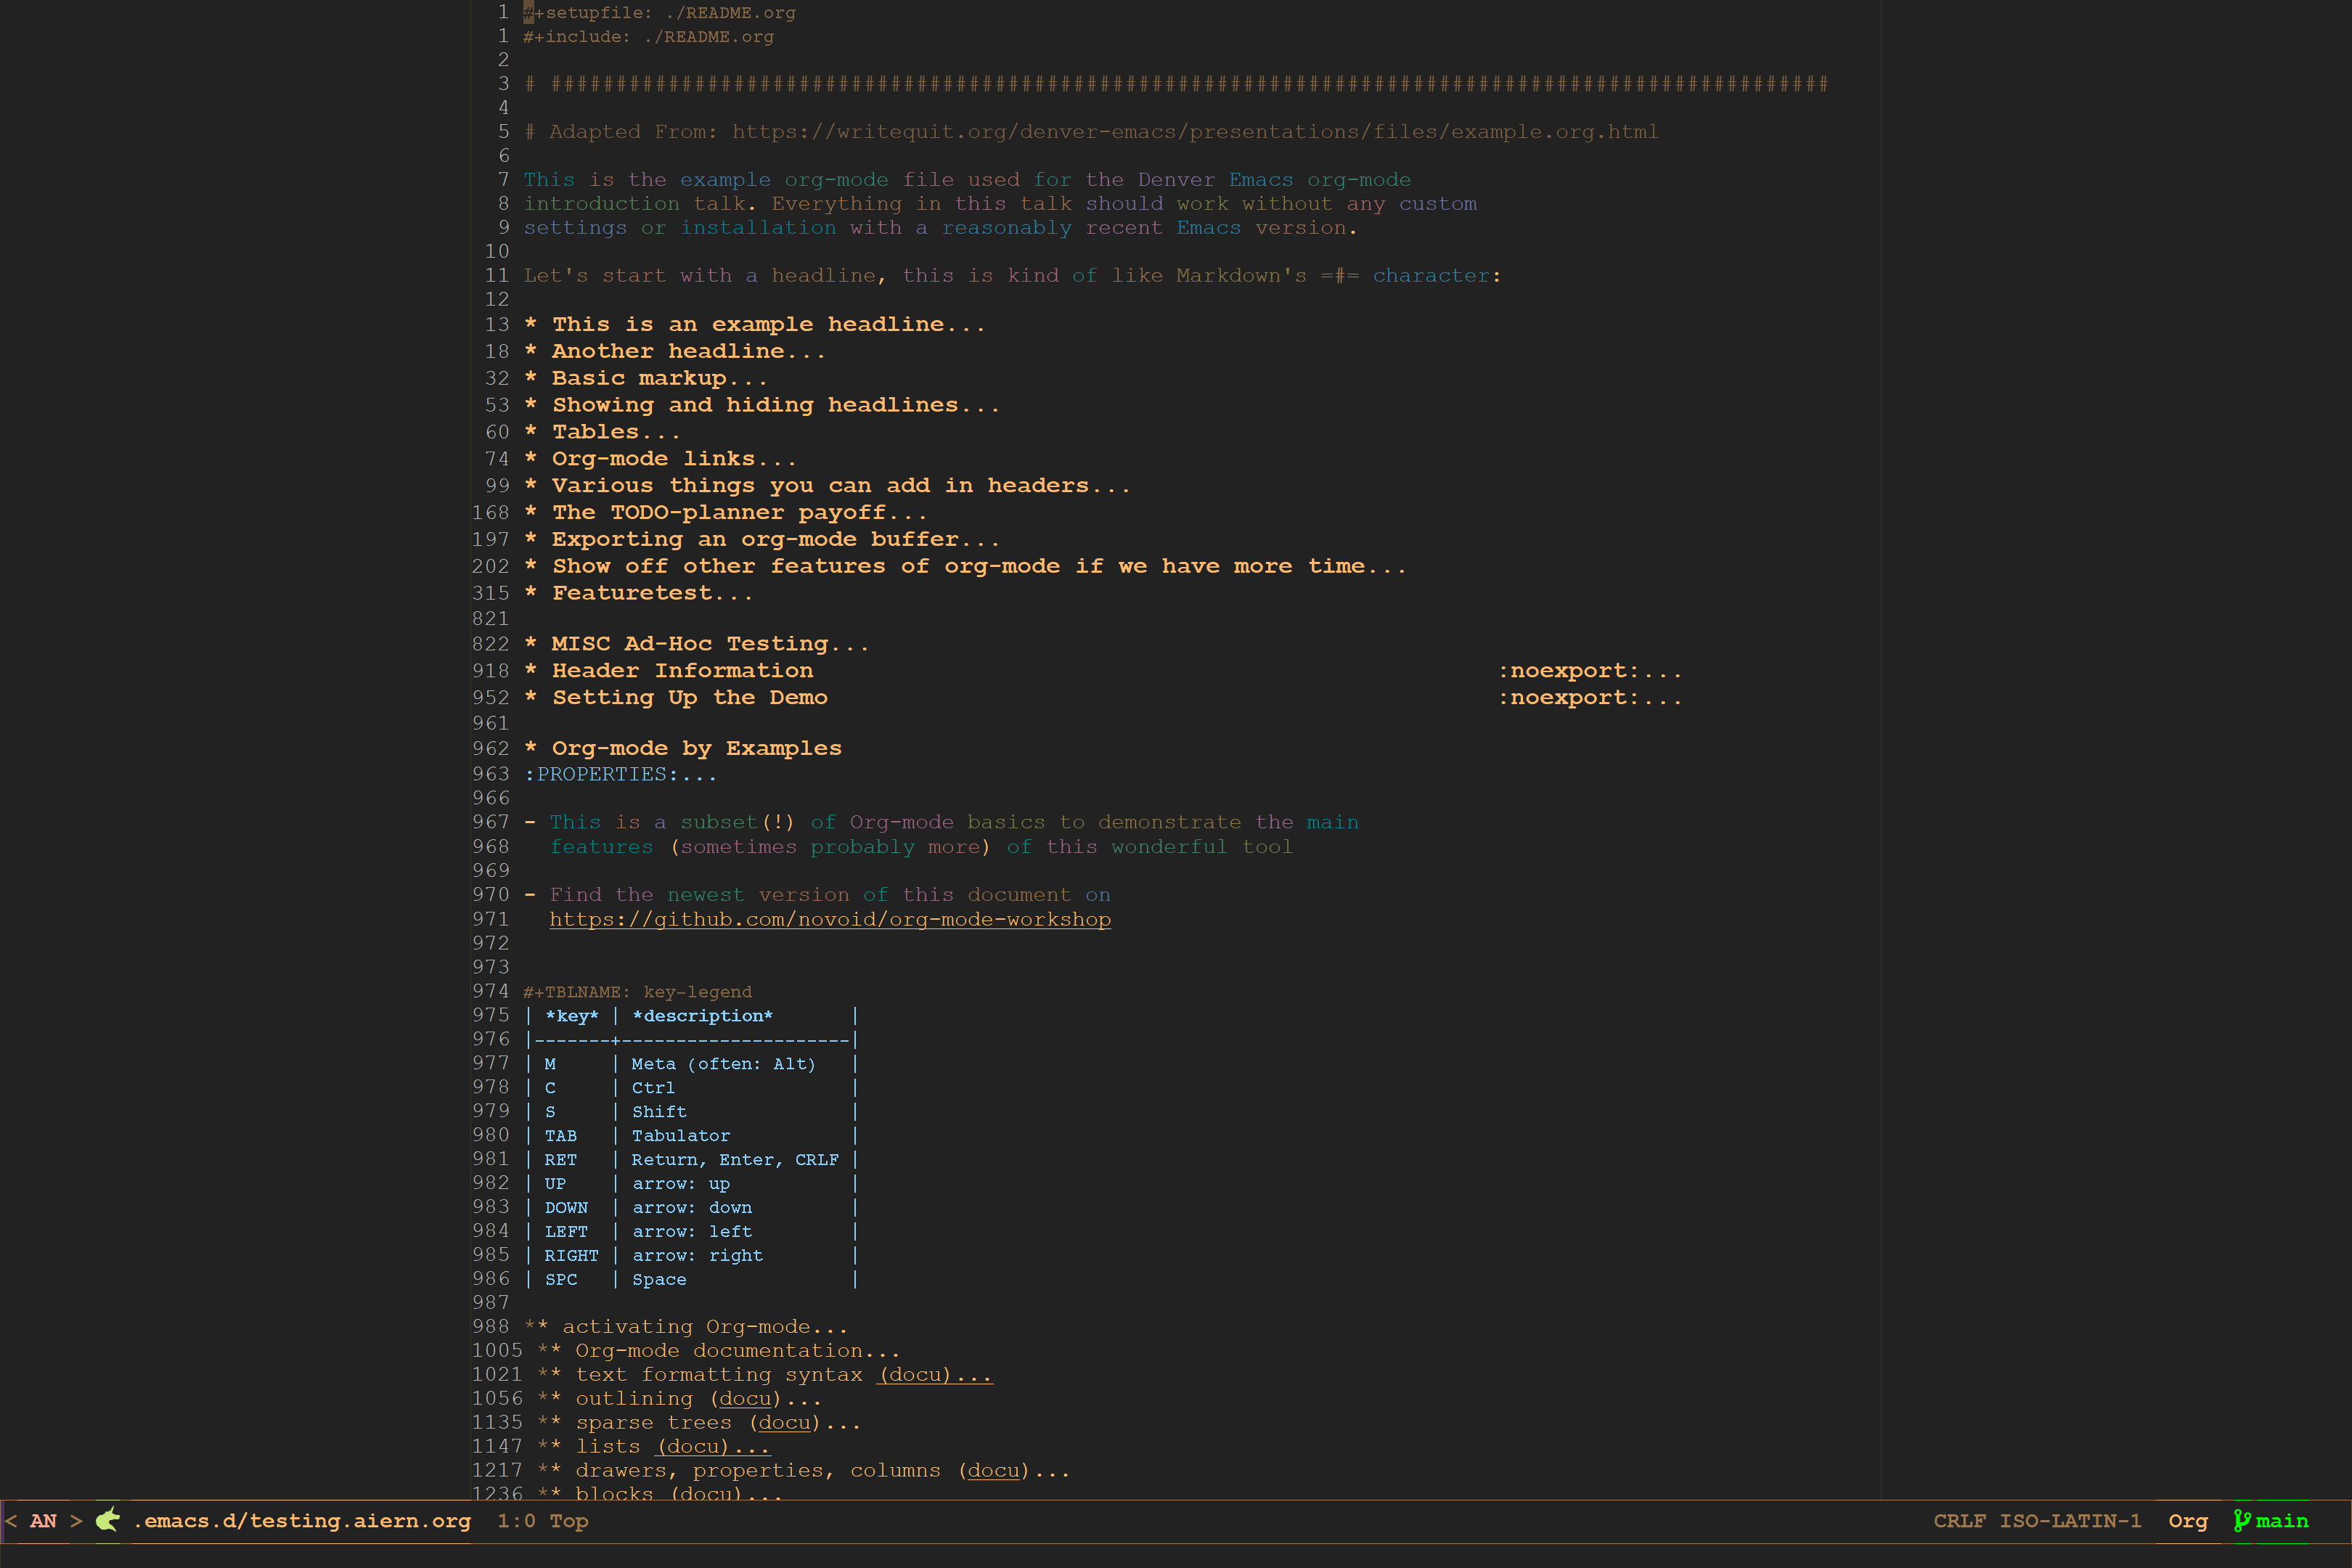 1 #+setupfile: ./README.org
1 #+include: ./README.org
2
3 # ##################################################################################################
4
5 # Adapted From: https://writequit.org/denver-emacs/presentations/files/example.org.html
6
7 This is the example org-mode file used for the Denver Emacs org-mode
8 introduction talk. Everything in this talk should work without any custom
9 settings or installation with a reasonably recent Emacs version.
10
11 Let's start with a headline, this is kind of like Markdown's =#= character:
12
13 * This is an example headline...
18 * Another headline...
32 * Basic markup...
53 * Showing and hiding headlines...
60 * Tables...
74 * Org-mode links...
99 * Various things you can add in headers...
168 * The TODO-planner payoff...
197 * Exporting an org-mode buffer...
202 * Show off other features of org-mode if we have more time...
315 * Featuretest...
821
822 * MISC Ad-Hoc Testing...
918 * Header Information :noexport:...
952 * Setting Up the Demo :noexport:...
961
962 * Org-mode by Examples
963 :PROPERTIES:...
966
967 - This is a subset(!) of Org-mode basics to demonstrate the main
968 features (sometimes probably more) of this wonderful tool
969
970 - Find the newest version of this document on
971 https://github.com/novoid/org-mode-workshop
972
973
974 #+TBLNAME: key-legend
975 | *key* | *description*       |
976 |-------+---------------------|
977 | M     | Meta (often: Alt)   |
978 | C     | Ctrl                |
979 | S     | Shift               |
980 | TAB   | Tabulator           |
981 | RET   | Return, Enter, CRLF |
982 | UP    | arrow: up           |
983 | DOWN  | arrow: down         |
984 | LEFT  | arrow: left         |
985 | RIGHT | arrow: right        |
986 | SPC   | Space               |
987
988 ** activating Org-mode...
1005 ** Org-mode documentation...
1021 ** text formatting syntax (docu)...
1056 ** outlining (docu)...
1135 ** sparse trees (docu)...
1147 ** lists (docu)...
1217 ** drawers, properties, columns (docu)...
1236 ** blocks (docu)...
< AN > .emacs.d/testing.aiern.org 1:0 Top CRLF ISO-LATIN-1 Org main